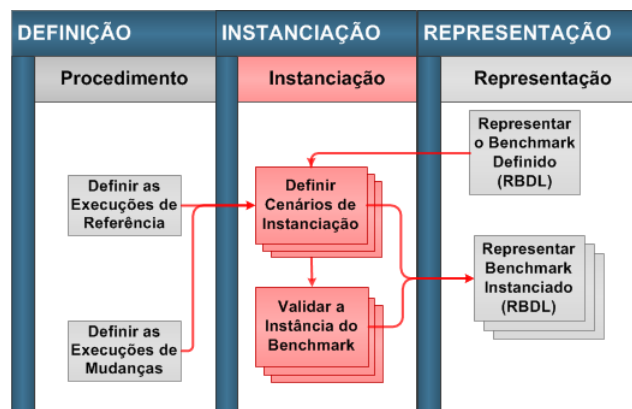 DEFINIÇÃO
INSTANCIAÇÃO
REPRESENTAÇÃO
Procedimento
Instanciação
Representação
Representar
o Benchmark
Definido
(RBDL)
Definir as
Execuções de
Referência
Definir
Cenários de
Instanciação
Representar
Benchmark
Instanciado
(RBDL)
Definir as
Execuções de
Mudanças
Validar a
Instância do
Benchmark